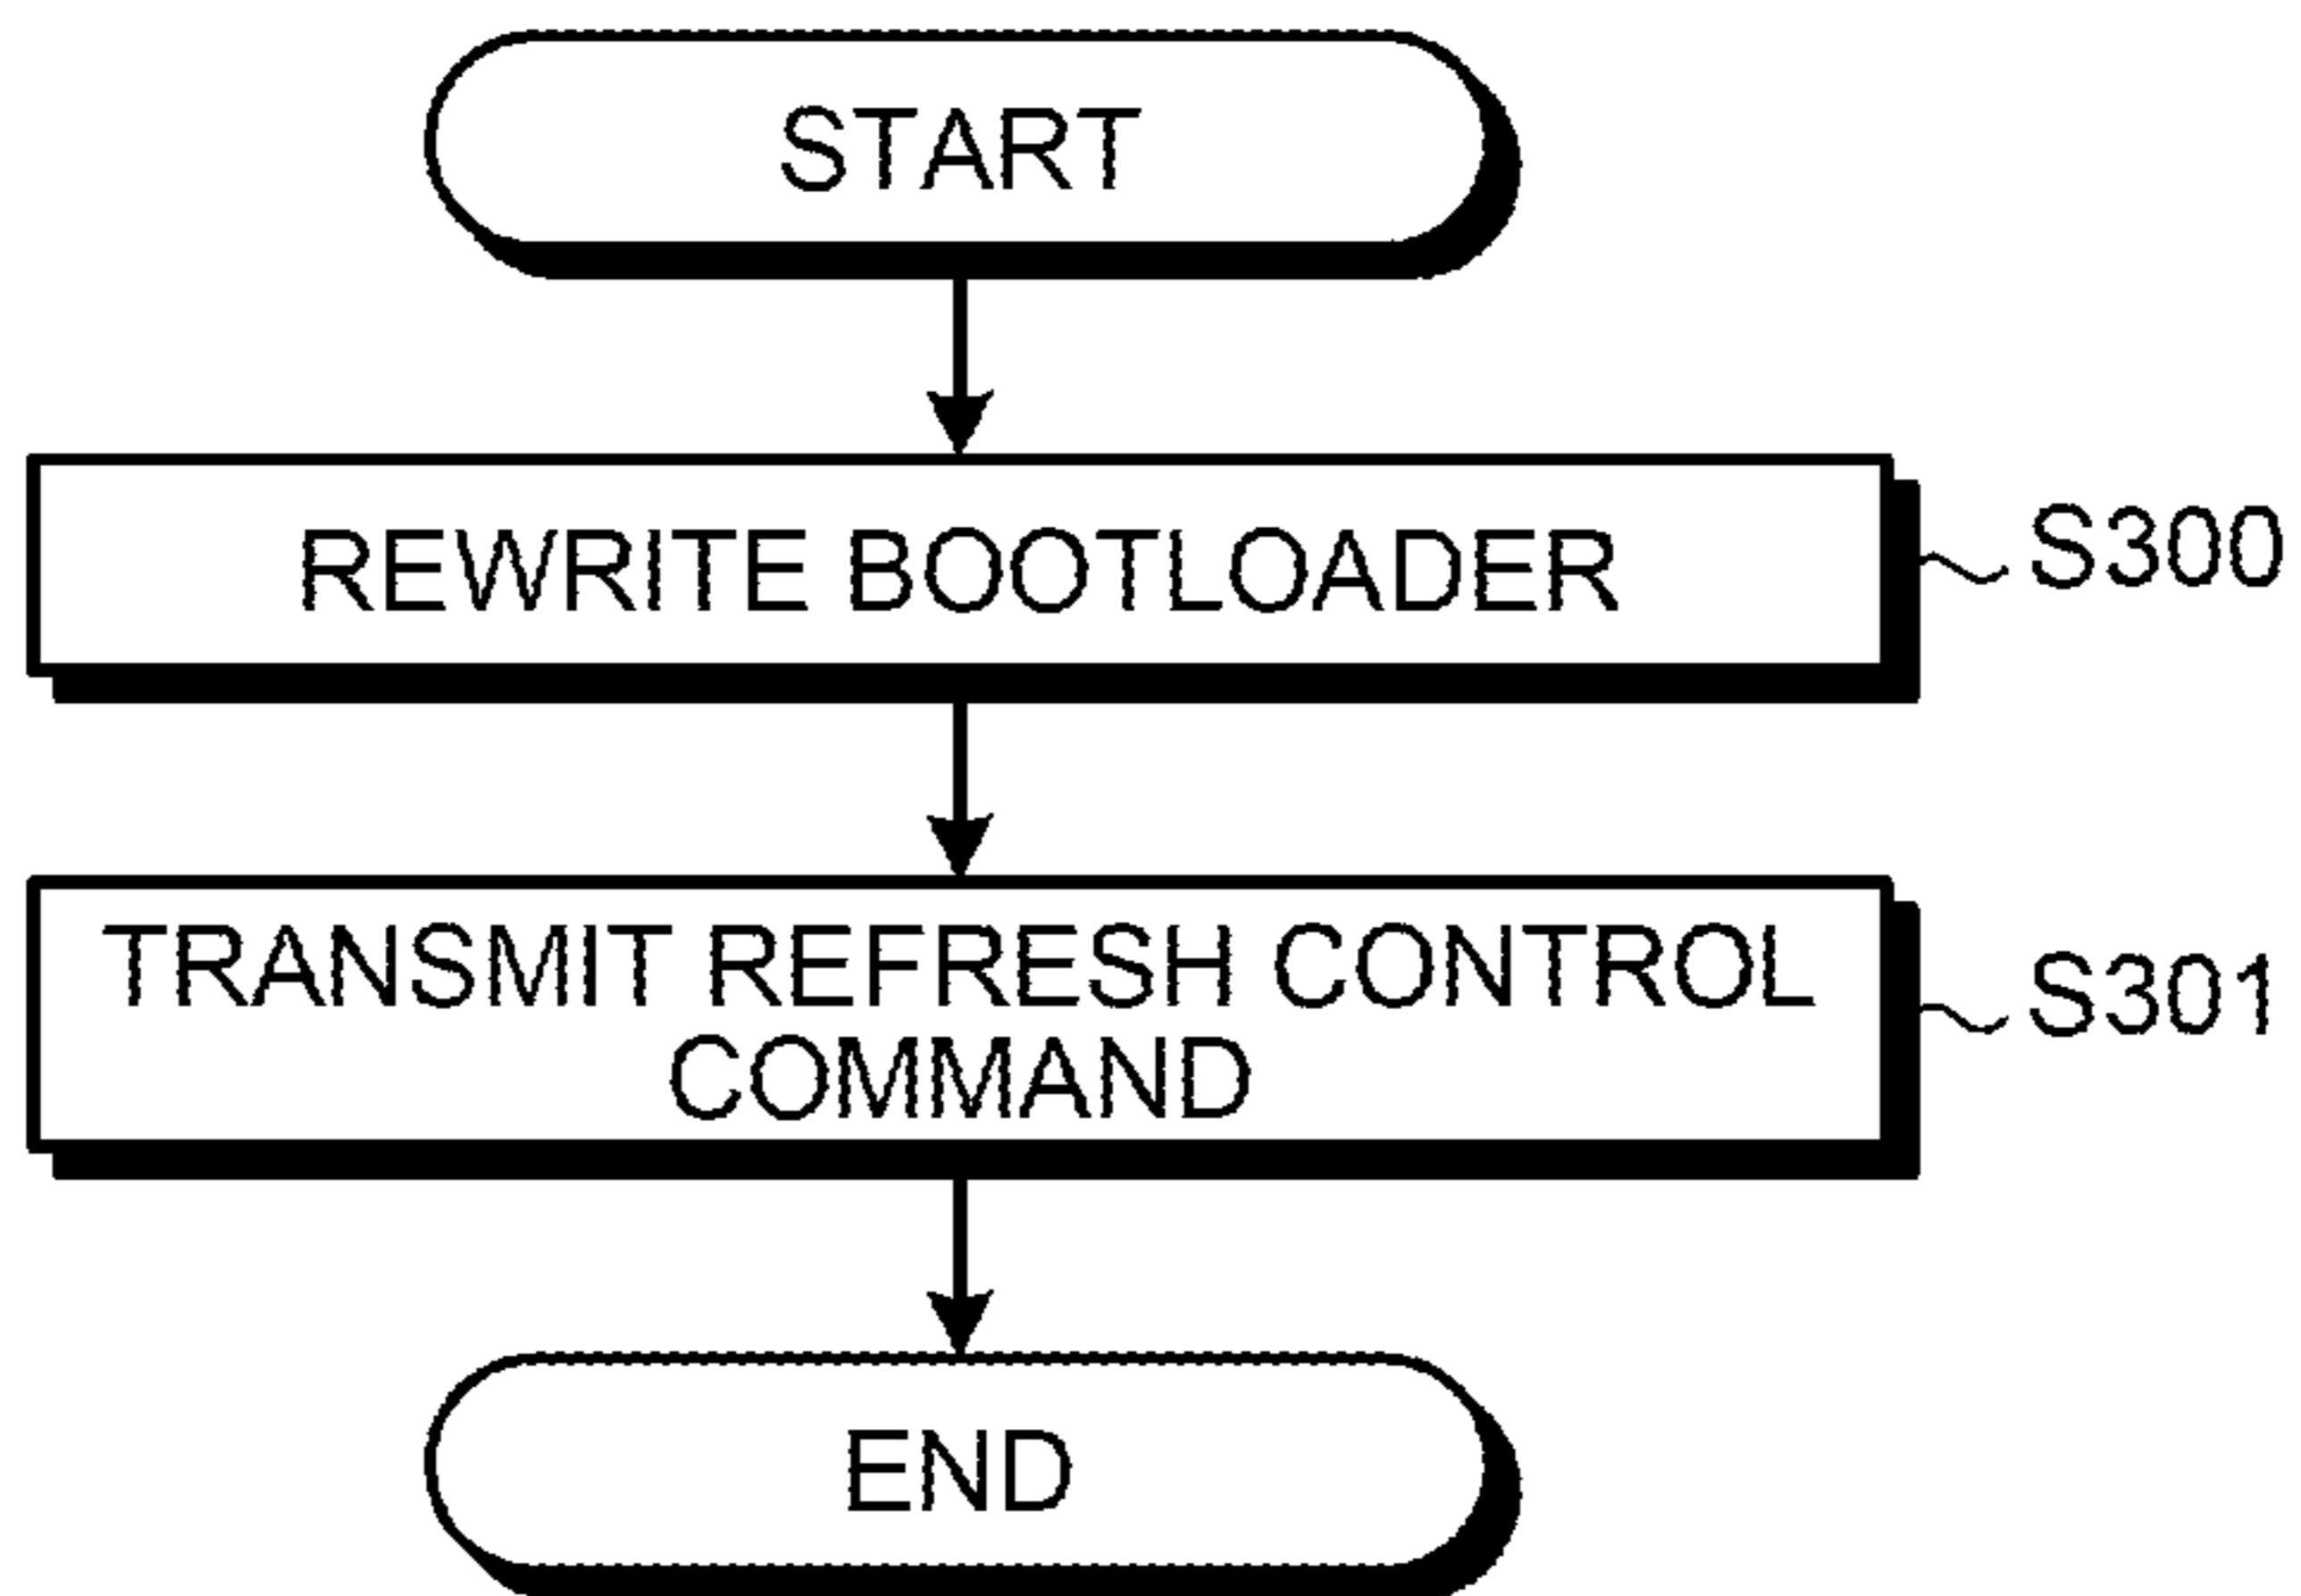 START
REWRITE BOOTLOADER
S300
TRANSMIT REFRESH CONTROL
COMMAND
S301
END